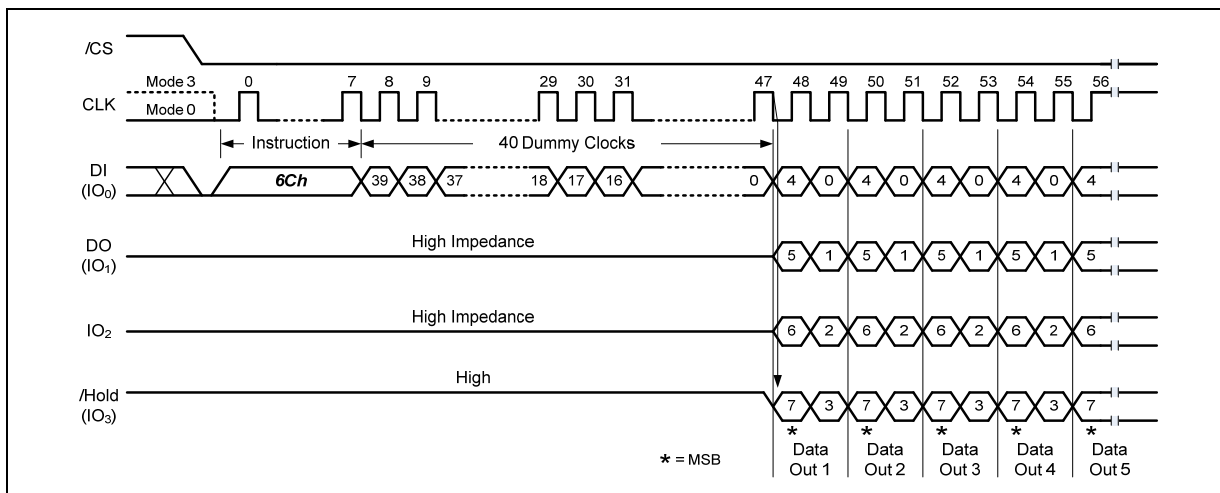 /CS
Mode 3 0 7 8 9 29 30 31 47 48 49 50 51 52 53 54 55 56
CLK Mode 0
Instruction 40 Dummy Clocks
DI (IO0) 6Ch 39 38 37 18 17 16 0 4 0 4 0 4 0 4 0 4
DO (IO1) High Impedance 5 1 5 1 5 1 5 1 5
IO2 High Impedance 6 2 6 2 6 2 6 2 6
/Hold (IO3) High 7 3 7 3 7 3 7 3 7
* * * * *
* = MSB
Data Data Data Data Data
Out 1 Out 2 Out 3 Out 4 Out 5